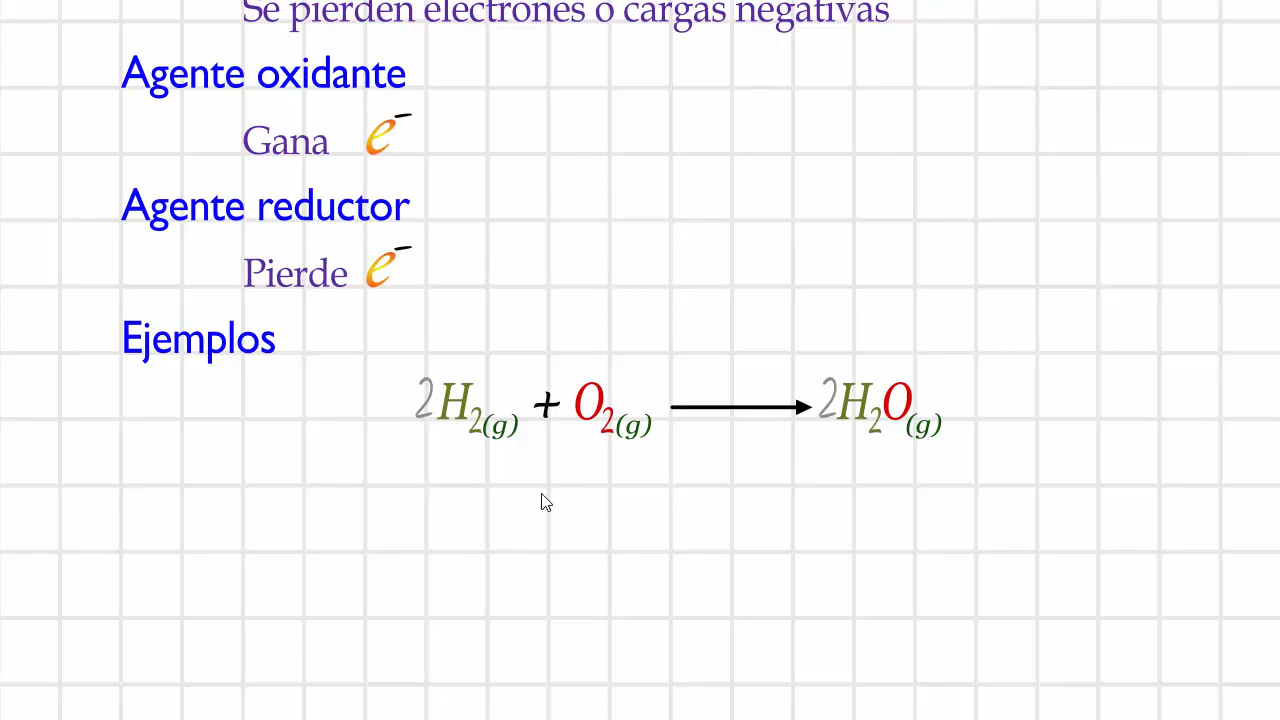 Se pierden electrones o cargas negativas
Agente oxidante
Gana e⁻
Agente reductor
Pierde e⁻
Ejemplos
2H₂(g) + O₂(g) ⟶ 2H₂O(g)